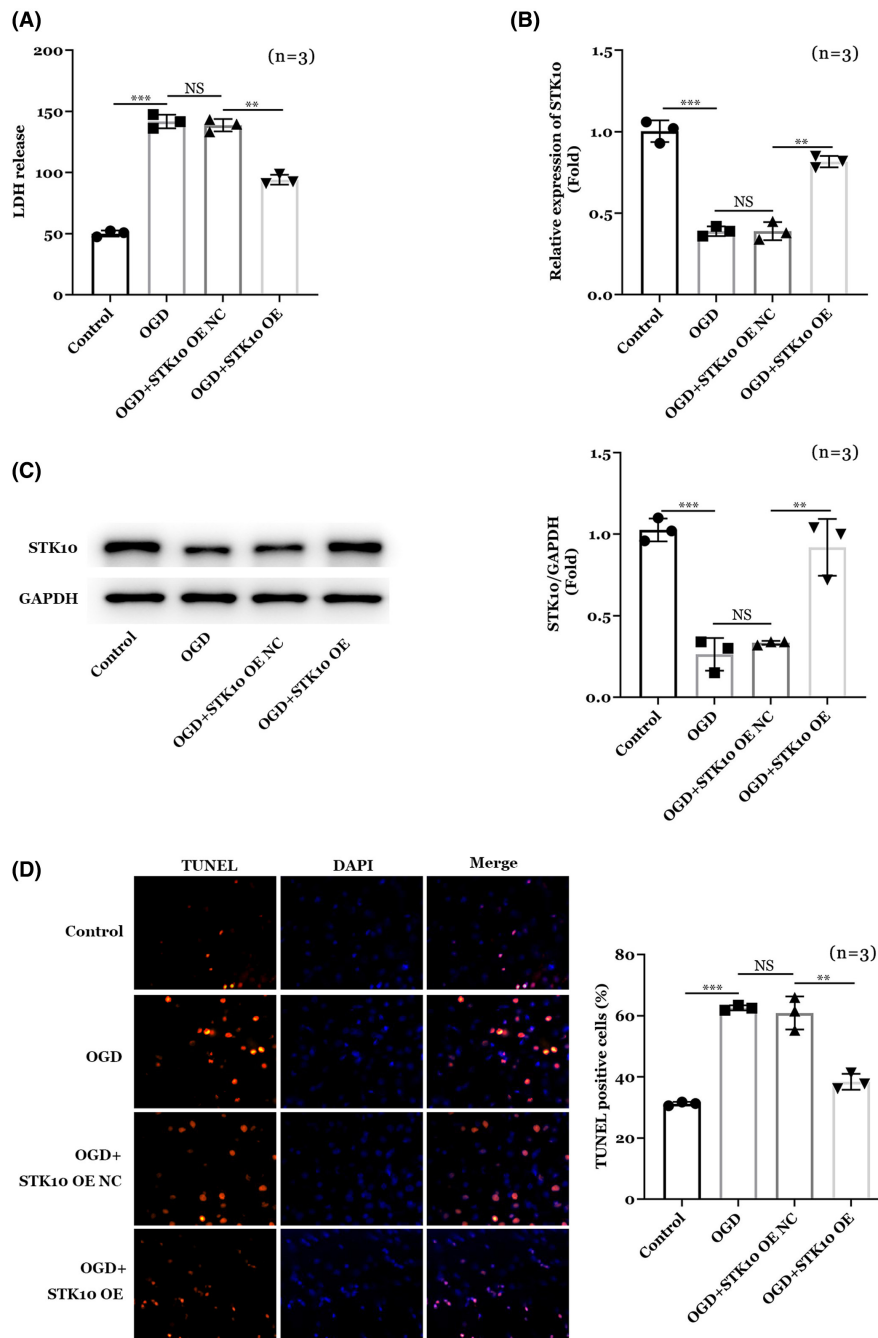 (A)
(n=3)
200
150
100
50
0
LDH release
***
NS
**
Control
OGD
OGD+STK10 OE NC
OGD+STK10 OE
(B)
(n=3)
1.5
1.0
0.5
0.0
Relative expression of STK10
(Fold)
***
NS
**
Control
OGD
OGD+STK10 OE NC
OGD+STK10 OE
(C)
STK10
GAPDH
Control
OGD
OGD+STK10 OE NC
OGD+STK10 OE
(n=3)
1.5
1.0
0.5
0.0
STK10/GAPDH
(Fold)
***
NS
**
Control
OGD
OGD+STK10 OE NC
OGD+STK10 OE
(D)
TUNEL
DAPI
Merge
Control
OGD
OGD+
STK10 OE NC
OGD+
STK10 OE
(n=3)
80
60
40
20
0
TUNEL positive cells (%)
***
NS
**
Control
OGD
OGD+STK10 OE NC
OGD+STK10 OE